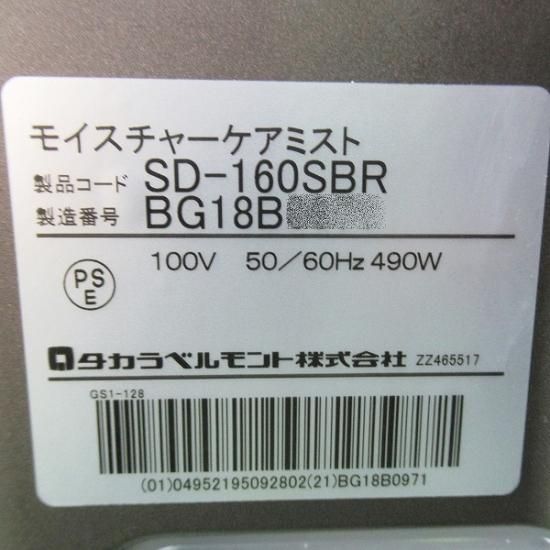 モイスチャーケアミスト
製品コード SD-160SBR
製造番号 BG18B
PS
E
100V 50/60Hz 490W
タカラベルモント株式会社 ZZ465517
GS1-128
(01)04952195092802(21)BG18B0971